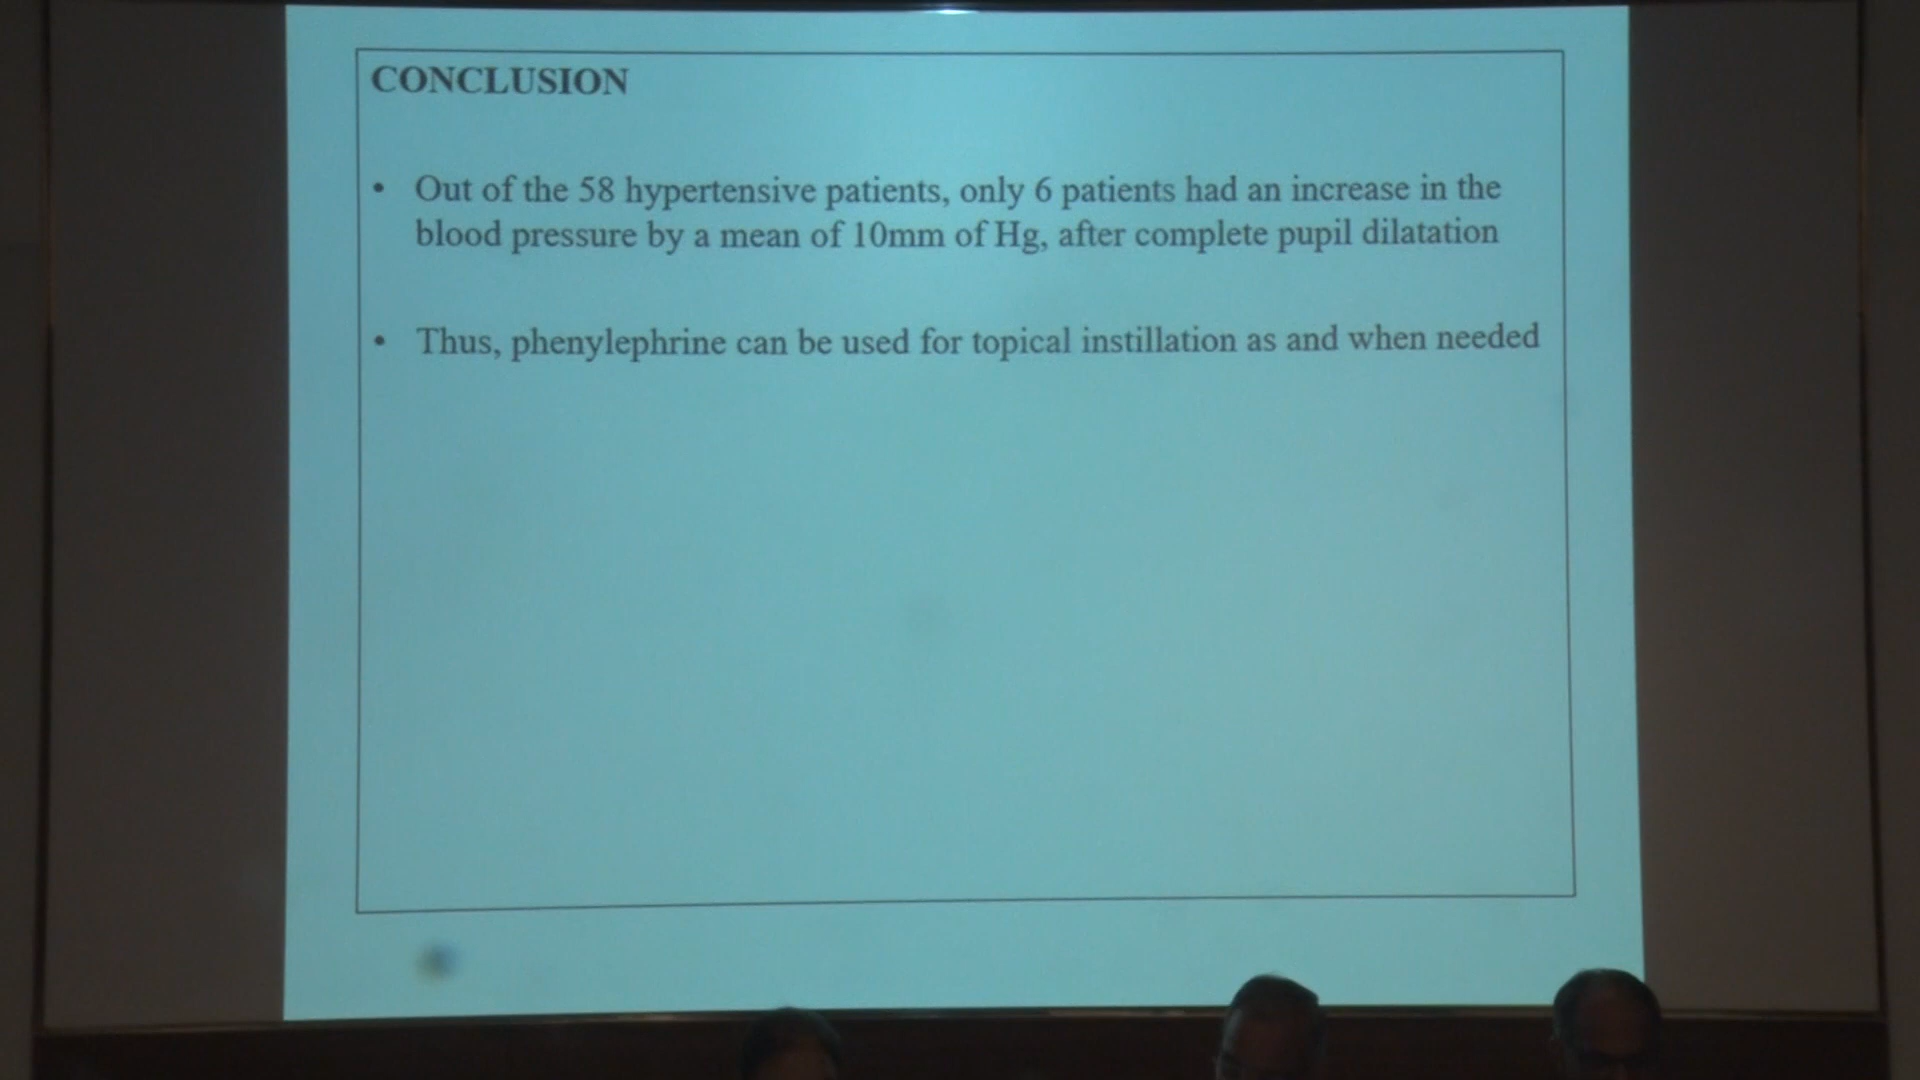 CONCLUSION
• Out of the 58 hypertensive patients, only 6 patients had an increase in the
blood pressure by a mean of 10mm of Hg, after complete pupil dilatation
• Thus, phenylephrine can be used for topical instillation as and when needed